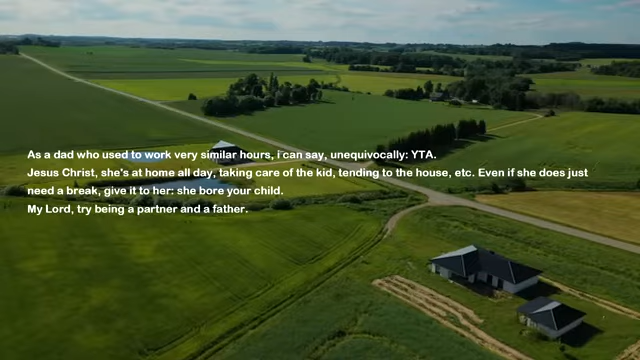 As a dad who used to work very similar hours, i can say, unequivocally: YTA.
Jesus Christ, she's at home all day, taking care of the kid, tending to the house, etc. Even if she does just
need a break, give it to her: she bore your child.
My Lord, try being a partner and a father.